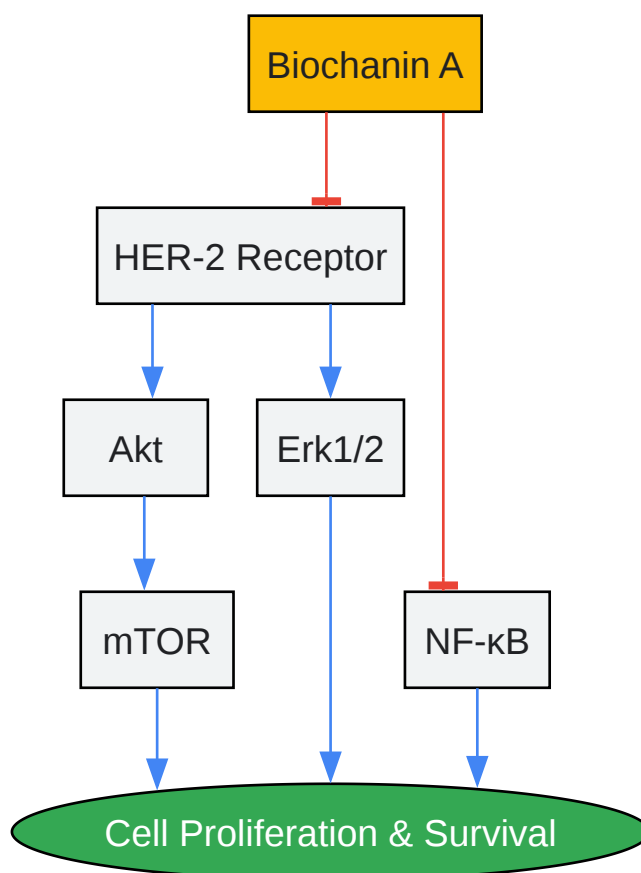 Biochanin A
HER-2 Receptor
Akt
Erk1/2
mTOR
NF-κB
Cell Proliferation & Survival